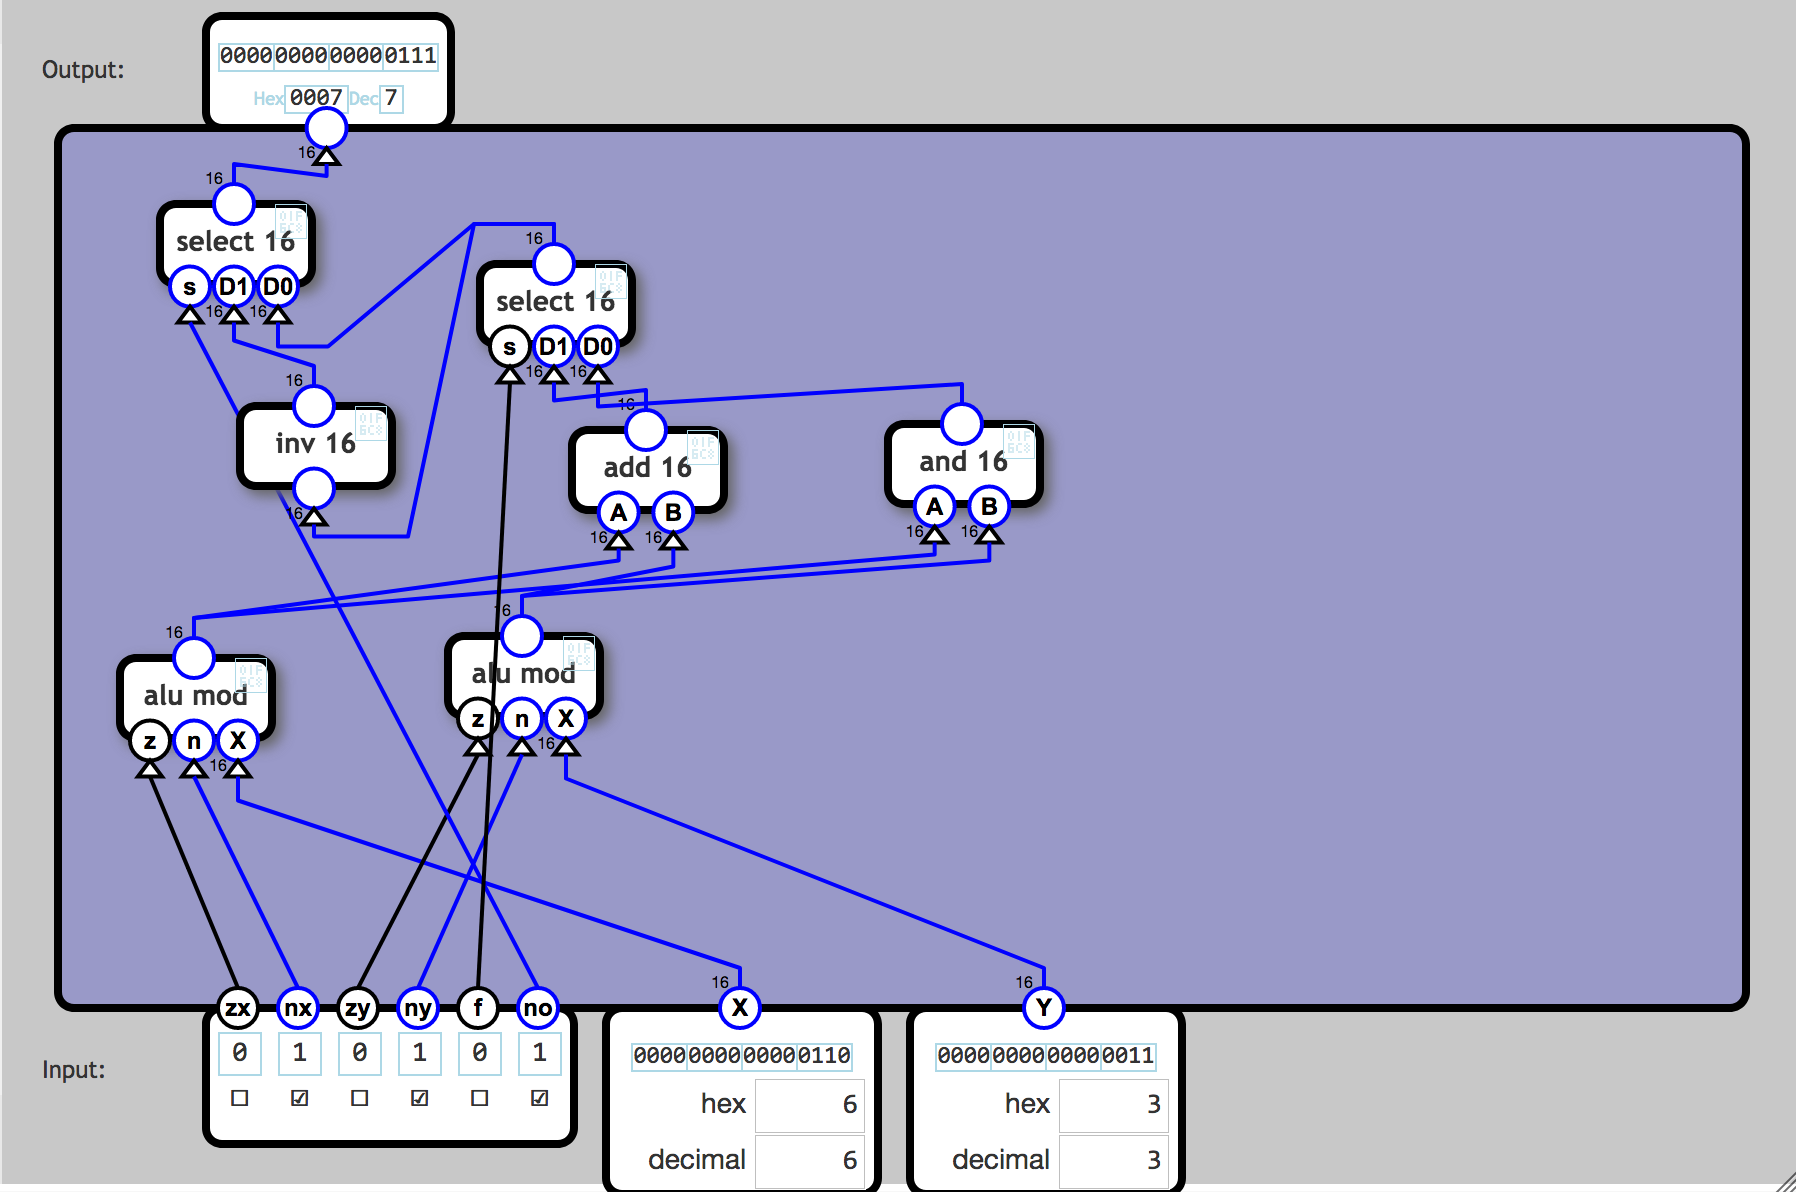 Output:
0000000000000111
Hex 0007 Dec 7
16
16
select 16
s D1 D0
16 16
16
select 16
s D1 D0
16 16
16
inv 16
16
16
add 16
A B
16 16
and 16
A B
16 16
16
alu mod
z n X
16
16
alu mod
z n X
16
16
16
zx nx zy ny f no X Y
Input:
0 1 0 1 0 1
0000000000000110
hex 6
decimal 6
0000000000000011
hex 3
decimal 3